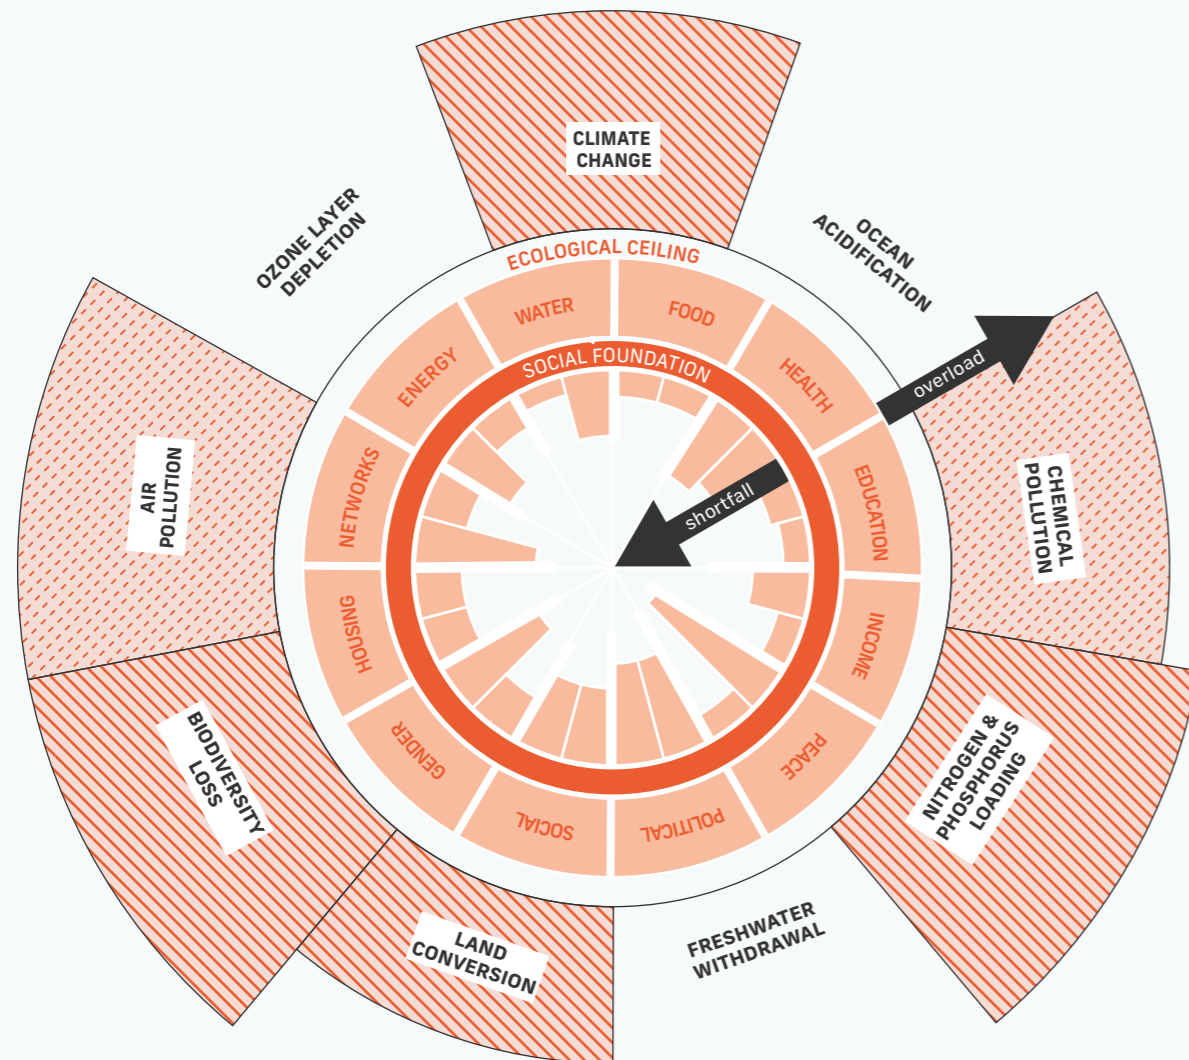 CLIMATE
CHANGE
OZONE LAYER
DEPLETION
OCEAN
ACIDIFICATION
ECOLOGICAL CEILING
WATER
FOOD
ENERGY
HEALTH
SOCIAL FOUNDATION
overload
NETWORKS
EDUCATION
AIR
POLLUTION
shortfall
CHEMICAL
POLLUTION
HOUSING
INCOME
BIODIVERSITY
LOSS
GENDER
PEACE
NITROGEN &
PHOSPHORUS
LOADING
SOCIAL
POLITICAL
LAND
CONVERSION
FRESHWATER
WITHDRAWAL